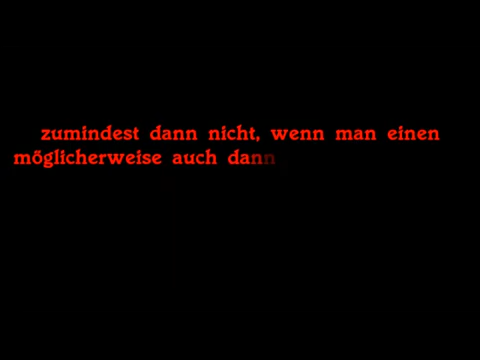 zumindest dann nicht, wenn man einen
möglicherweise auch dann